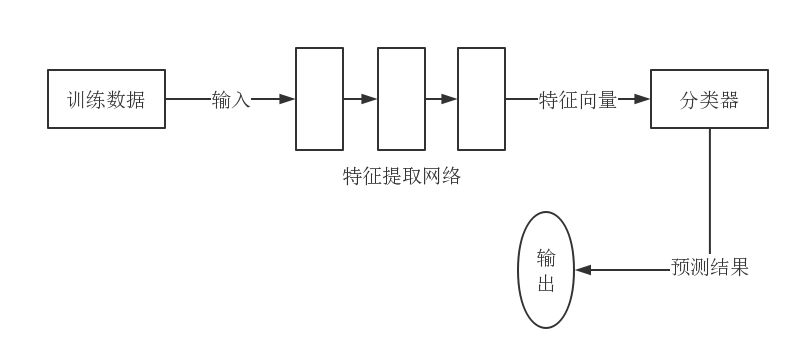 训练数据
输入
特征向量
分类器
特征提取网络
输
出
预测结果